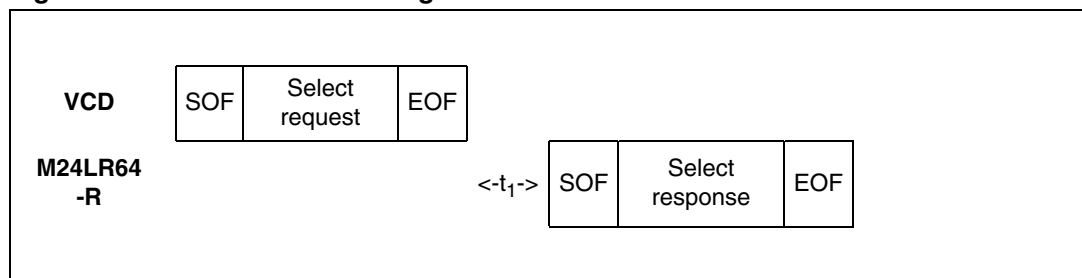 VCD
SOF
Select
request
EOF
M24LR64
-R
<-t1->
SOF
Select
response
EOF